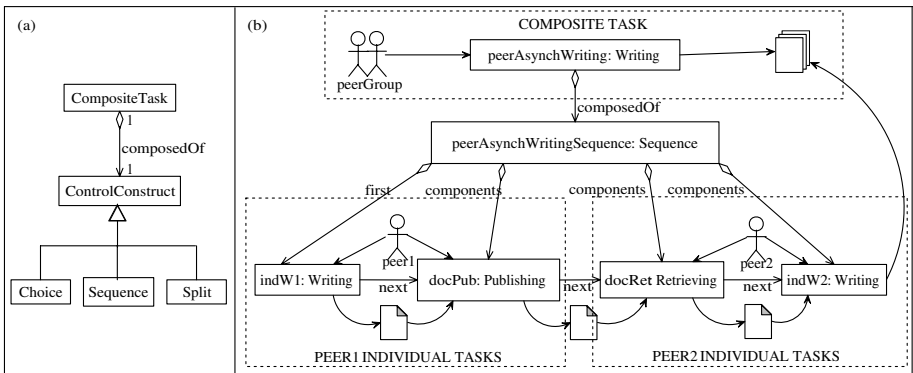 (a)
CompositeTask
1
composedOf
1
ControlConstruct
Choice
Sequence
Split
(b)
COMPOSITE TASK
peerGroup
peerAsynchWriting: Writing
composedOf
peerAsynchWritingSequence: Sequence
first
components
components
components
peer1
peer2
indW1: Writing
next
docPub: Publishing
next
docRet Retrieving
next
indW2: Writing
PEER1 INDIVIDUAL TASKS
PEER2 INDIVIDUAL TASKS